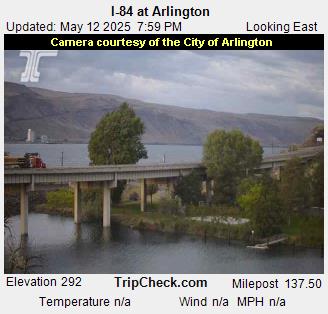 I-84 at Arlington
Updated: May 12 2025 7:59 PM Looking East
Camera courtesy of the City of Arlington
Elevation 292 TripCheck.com Milepost 137.50
Temperature n/a Wind n/a MPH n/a